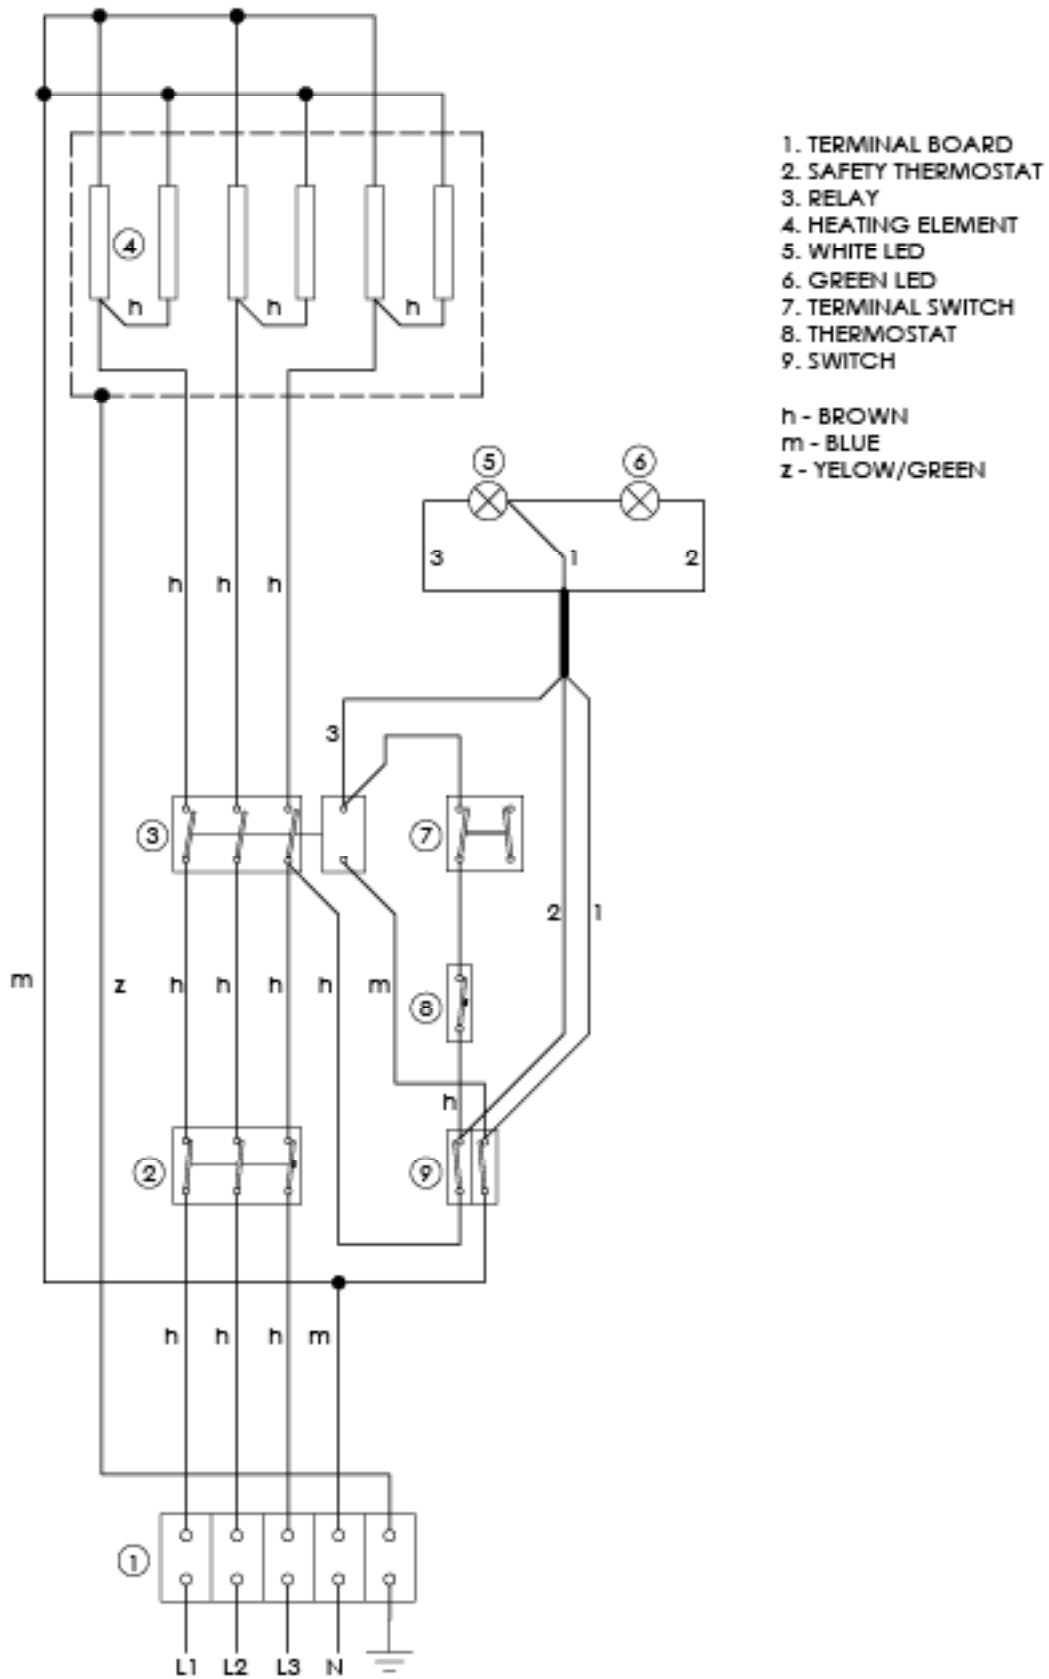 1. TERMINAL BOARD
2. SAFETY THERMOSTAT
3. RELAY
4. HEATING ELEMENT
5. WHITE LED
6. GREEN LED
7. TERMINAL SWITCH
8. THERMOSTAT
9. SWITCH
h - BROWN
m - BLUE
z - YELOW/GREEN
4
h h h
5 6
3 1 2
h h h
3
3 7
2 1
m z h h h h m
8
h
2 9
h h h m
1
L1 L2 L3 N